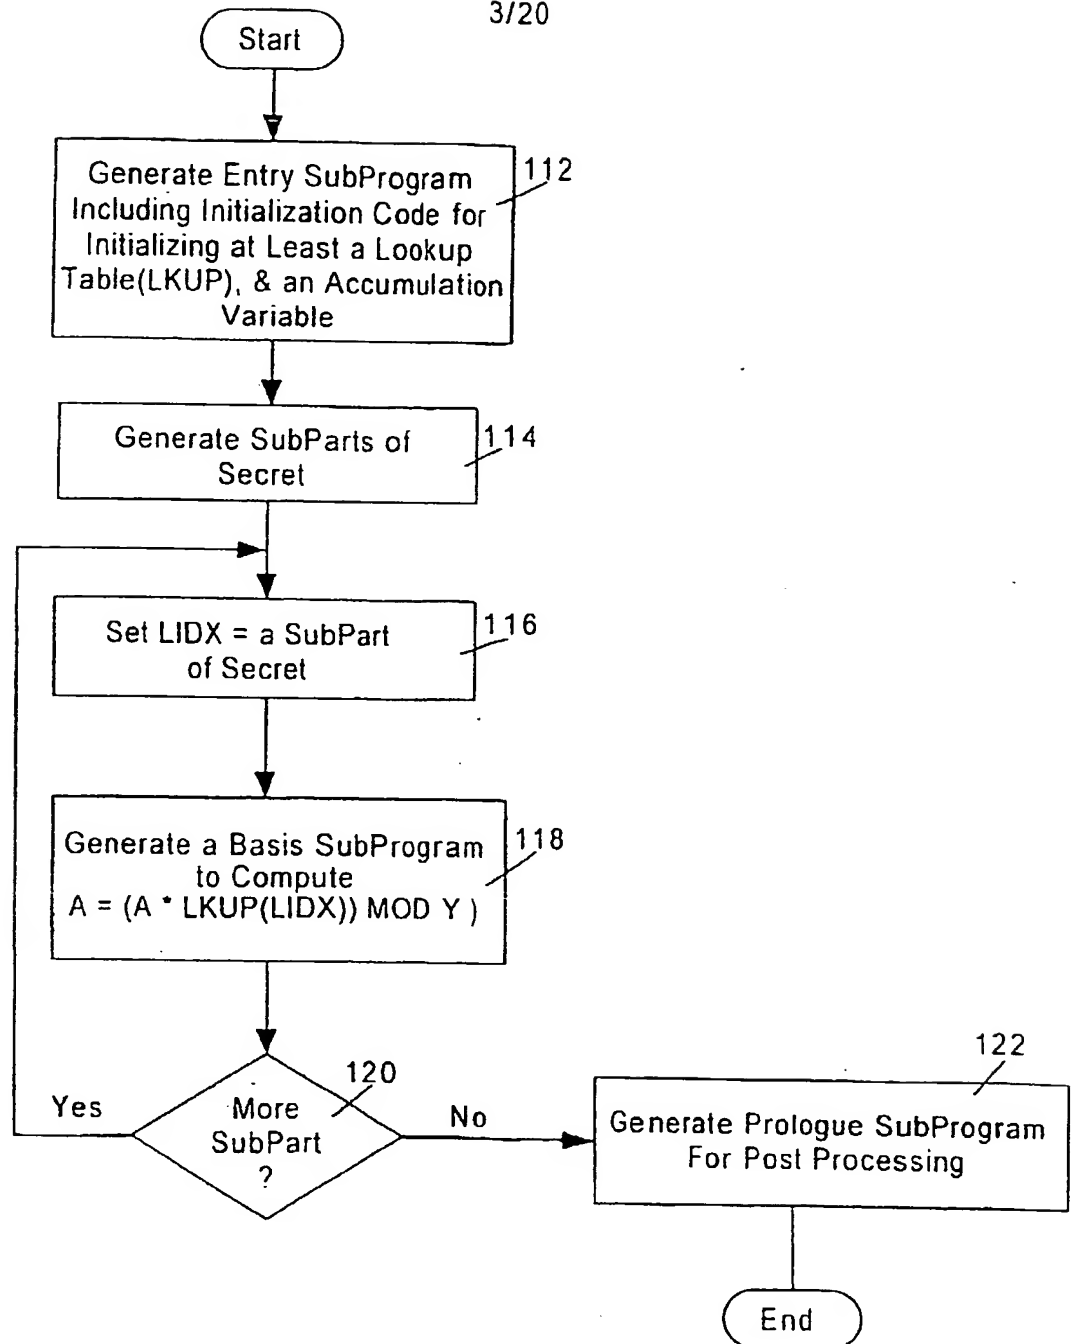 3/20
Start
Generate Entry SubProgram
Including Initialization Code for
Initializing at Least a Lookup
Table(LKUP), & an Accumulation
Variable
112
Generate SubParts of
Secret
114
Set LIDX = a SubPart
of Secret
116
Generate a Basis SubProgram
to Compute
A = (A * LKUP(LIDX)) MOD Y )
118
More
SubPart
?
120
Yes
No
122
Generate Prologue SubProgram
For Post Processing
End